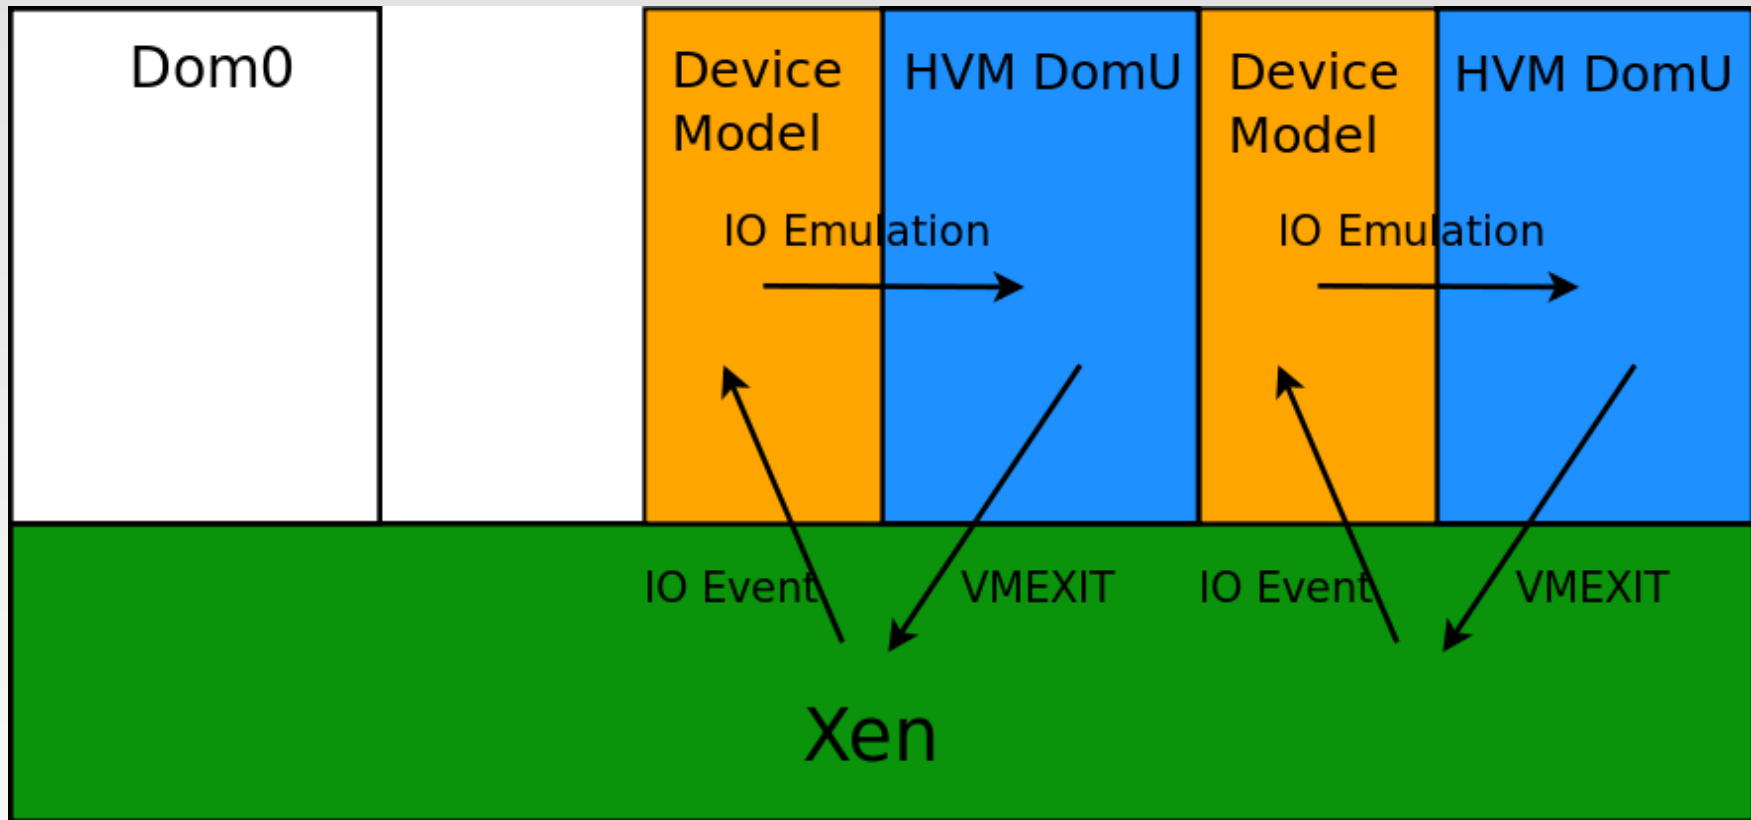 Dom0
Device
Model
HVM DomU
Device
Model
HVM DomU
IO Emulation
IO Emulation
IO Event
VMEXIT
IO Event
VMEXIT
Xen